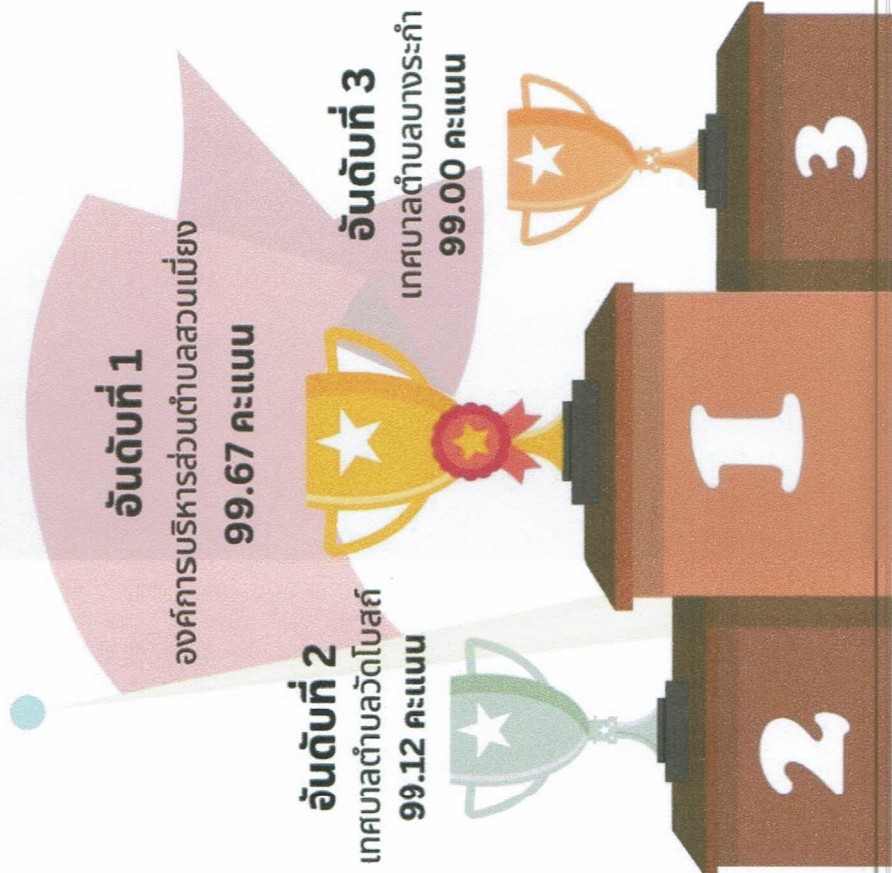 อันดับที่ 1
องค์การบริหารส่วนตำบลสวนเมี่ยง
99.67 คะแนน
อันดับที่ 2
เทศบาลตำบลวัดโบสถ์
99.12 คะแนน
อันดับที่ 3
เทศบาลตำบลบางระกำ
99.00 คะแนน
2
1
3